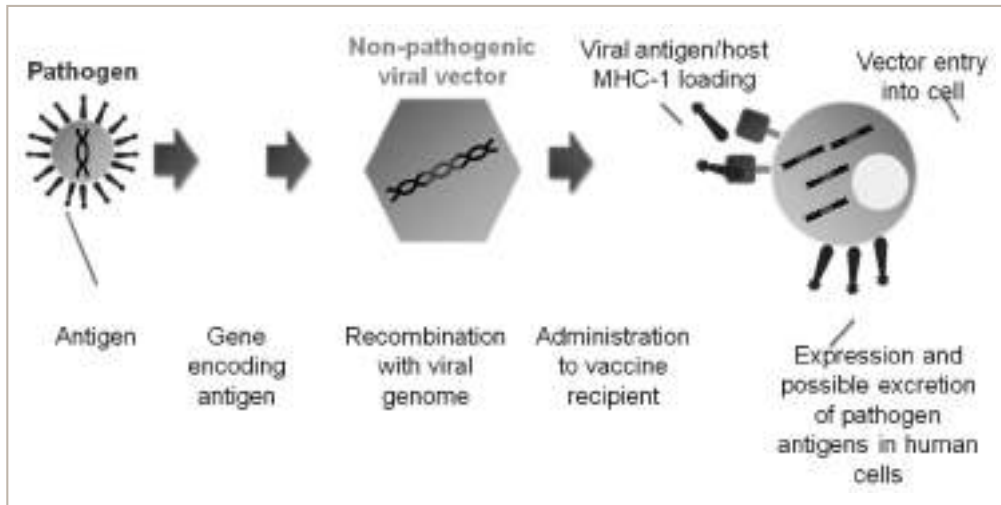 Pathogen
Non-pathogenic
viral vector
Viral antigen/host
MHC-1 loading
Vector entry
into cell
Antigen
Gene
encoding
antigen
Recombination
with viral
genome
Administration
to vaccine
recipient
Expression and
possible excretion
of pathogen
antigens in human
cells